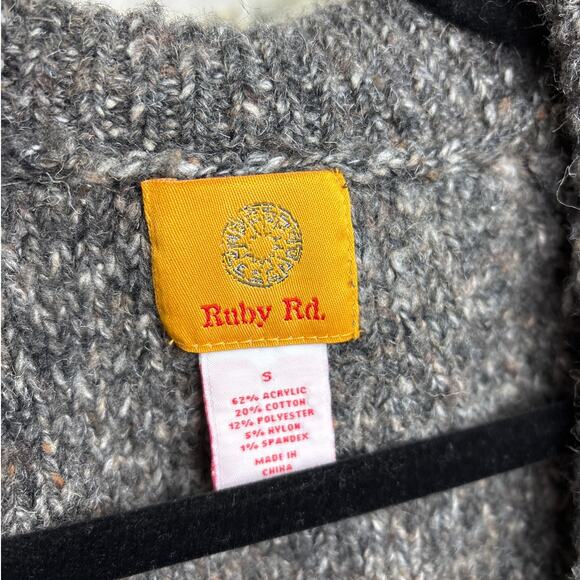 Ruby Rd.
S
62% ACRYLIC
20% COTTON
12% POLYESTER
5% NYLON
1% SPANDEX
MADE IN
CHINA